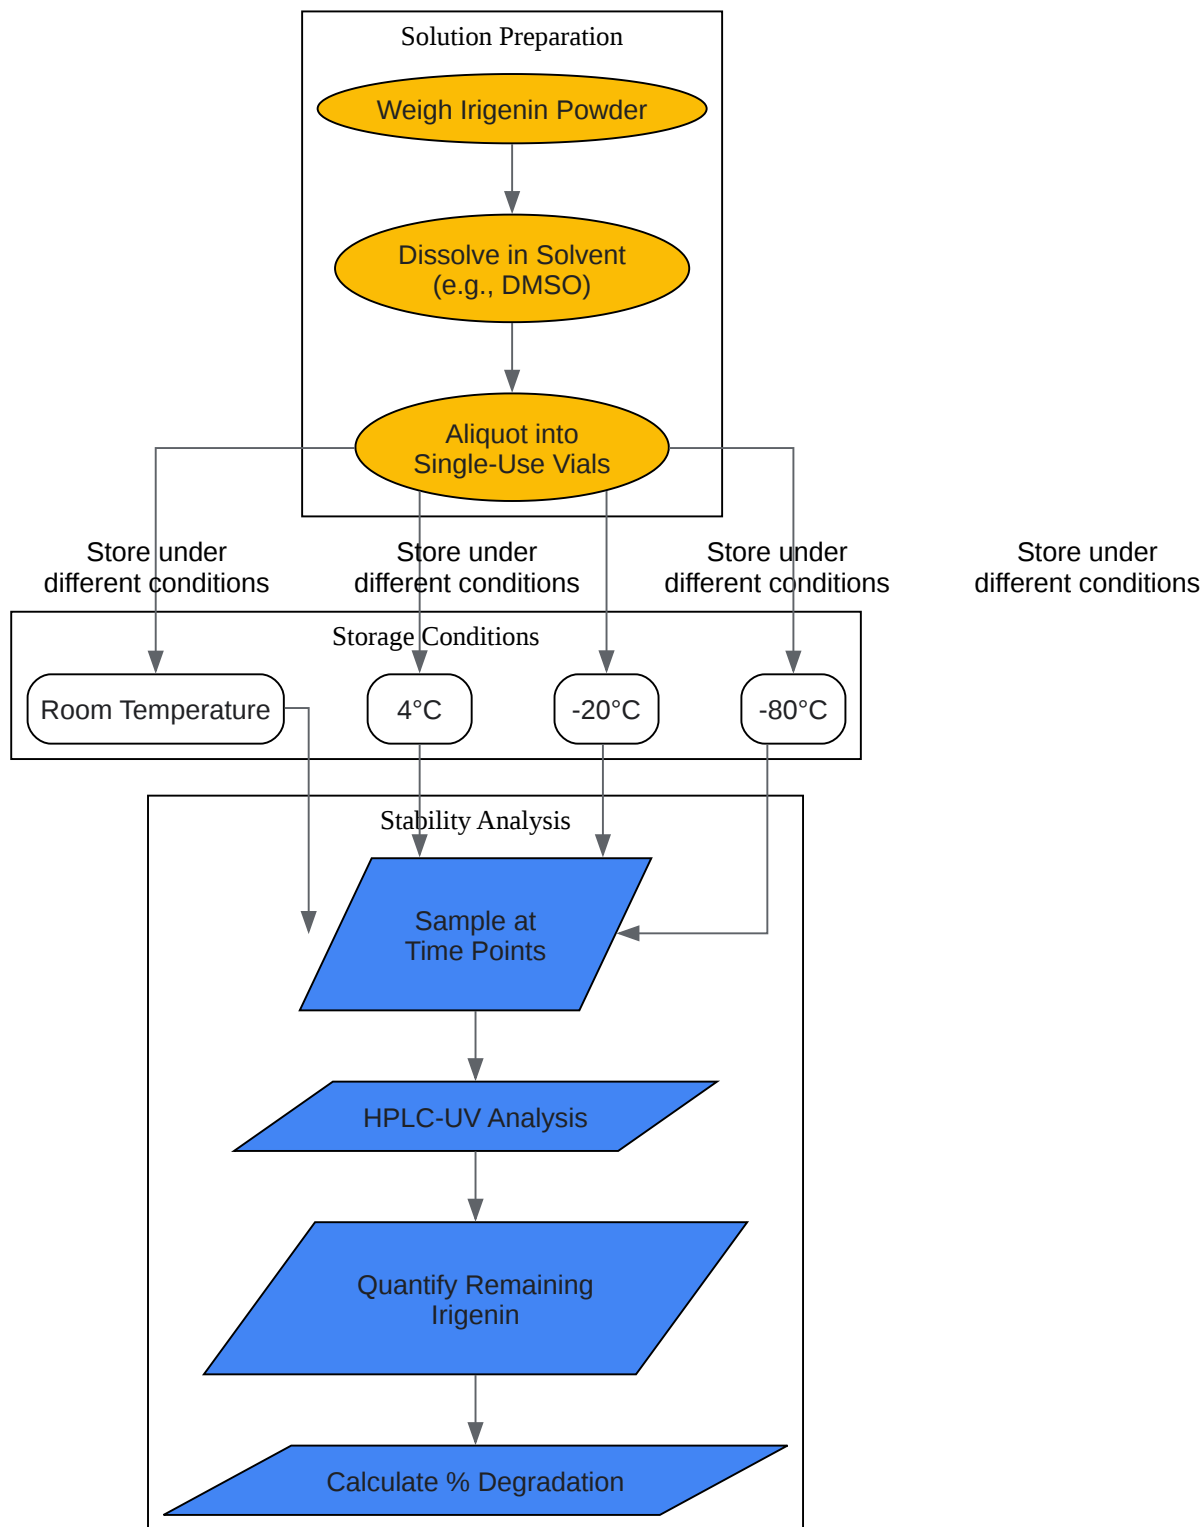 Solution Preparation
Weigh Irigenin Powder
Dissolve in Solvent
(e.g., DMSO)
Aliquot into
Single-Use Vials
Store under
different conditions
Store under
different conditions
Store under
different conditions
Store under
different conditions
Storage Conditions
Room Temperature
4°C
-20°C
-80°C
Stability Analysis
Sample at
Time Points
HPLC-UV Analysis
Quantify Remaining
Irigenin
Calculate % Degradation